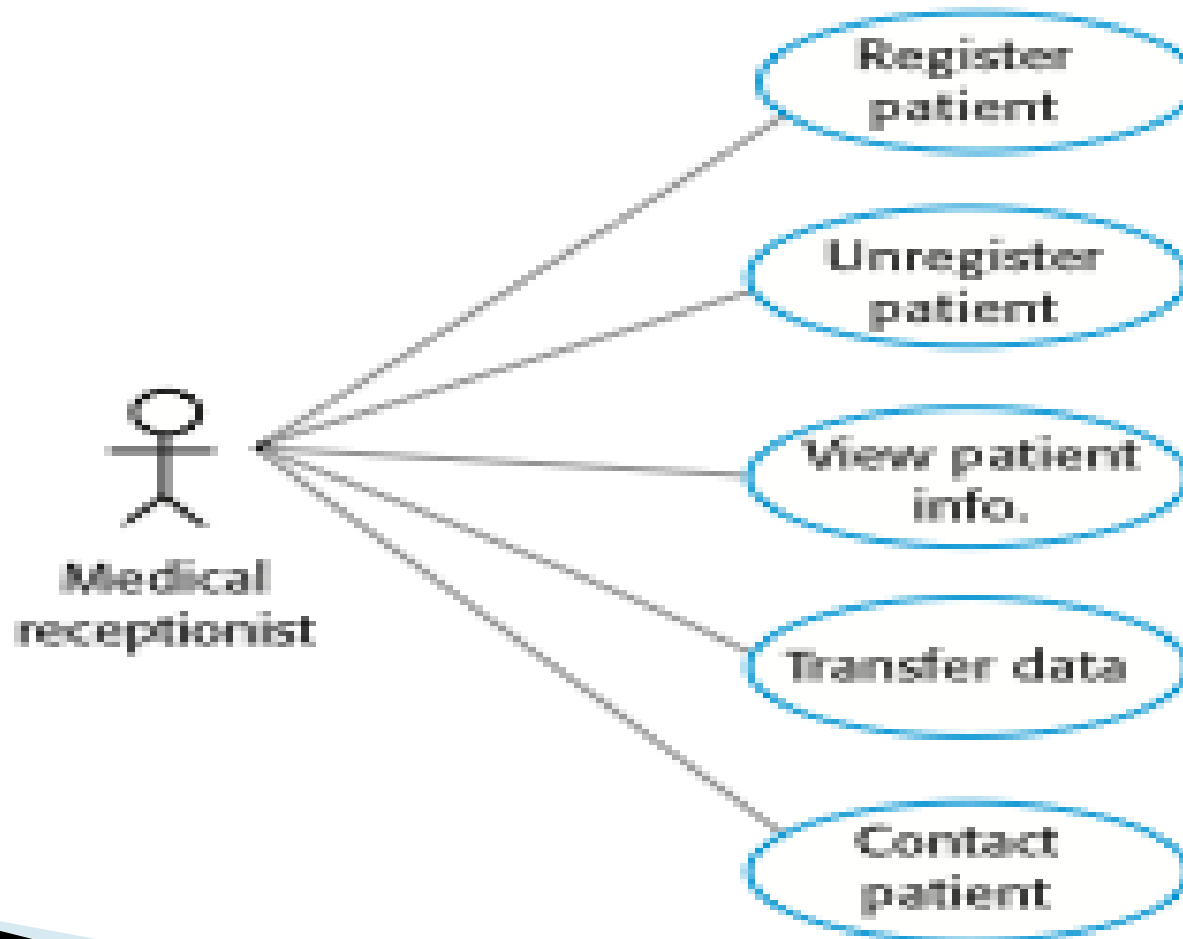 Register
patient
Unregister
patient
View patient
info.
Medical
receptionist
Transfer data
Contact
patient